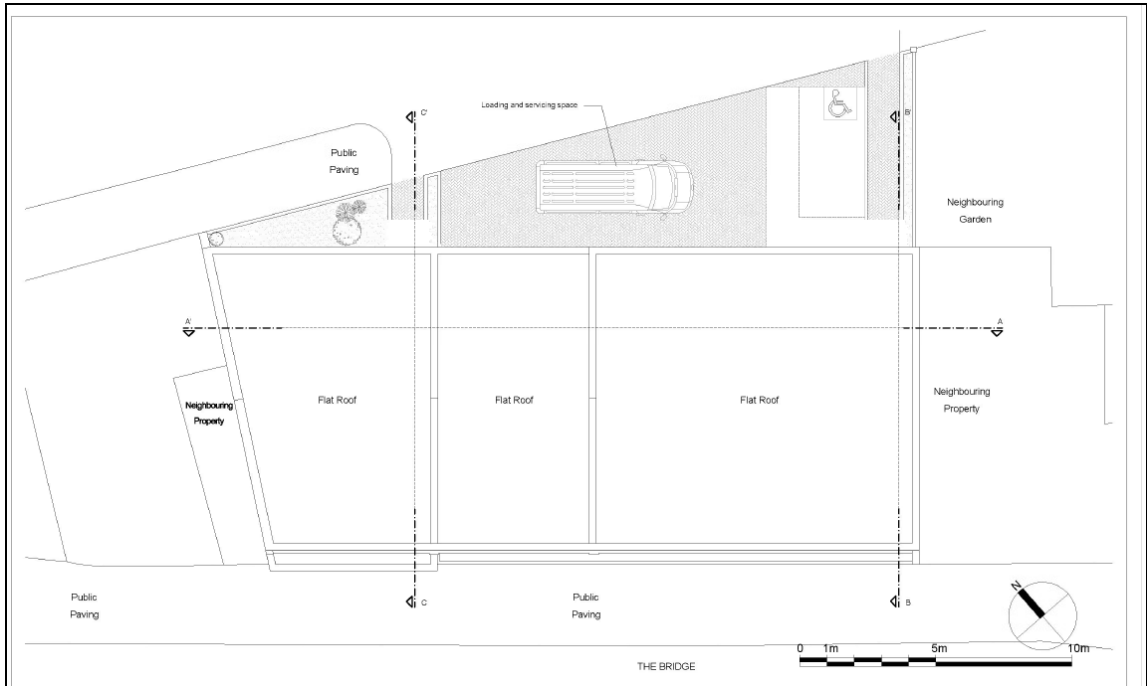 C'
Loading and servicing space
B'
Public
Paving
Neighbouring
Garden
A'
A
Flat Roof
Flat Roof
Flat Roof
Neighbouring
Property
Neighbouring
Property
C
B
Public
Paving
Public
Paving
N
0 1m 5m 10m
THE BRIDGE